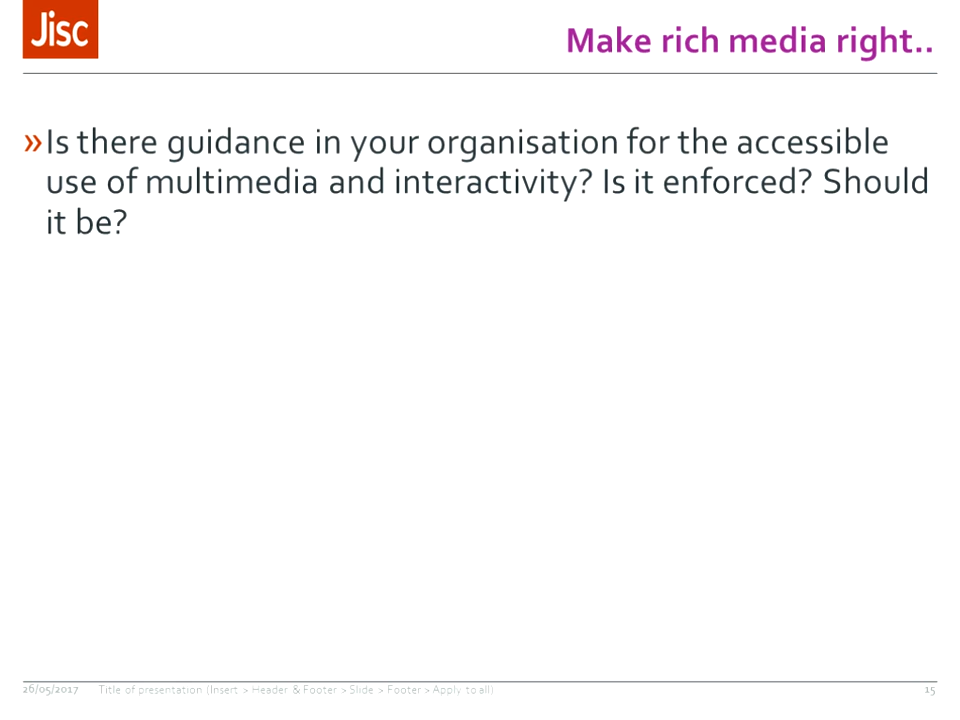 Jisc
Make rich media right..
»Is there guidance in your organisation for the accessible
use of multimedia and interactivity? Is it enforced? Should
it be?
26/05/2017 Title of presentation (Insert > Header & Footer > Slide > Footer > Apply to all) 15